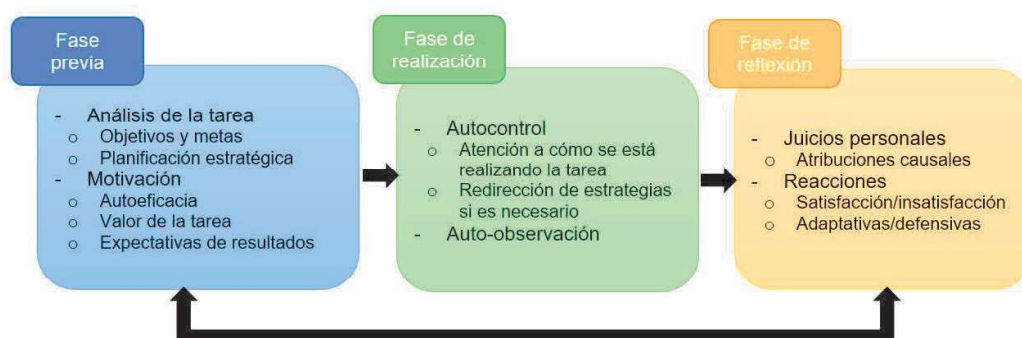 Fase
previa
- Análisis de la tarea
o Objetivos y metas
o Planificación estratégica
- Motivación
o Autoeficacia
o Valor de la tarea
o Expectativas de resultados
Fase de
realización
- Autocontrol
o Atención a cómo se está
realizando la tarea
o Redirección de estrategias
si es necesario
- Auto-observación
Fase de
reflexión
- Juicios personales
o Atribuciones causales
- Reacciones
o Satisfacción/insatisfacción
o Adaptativas/defensivas